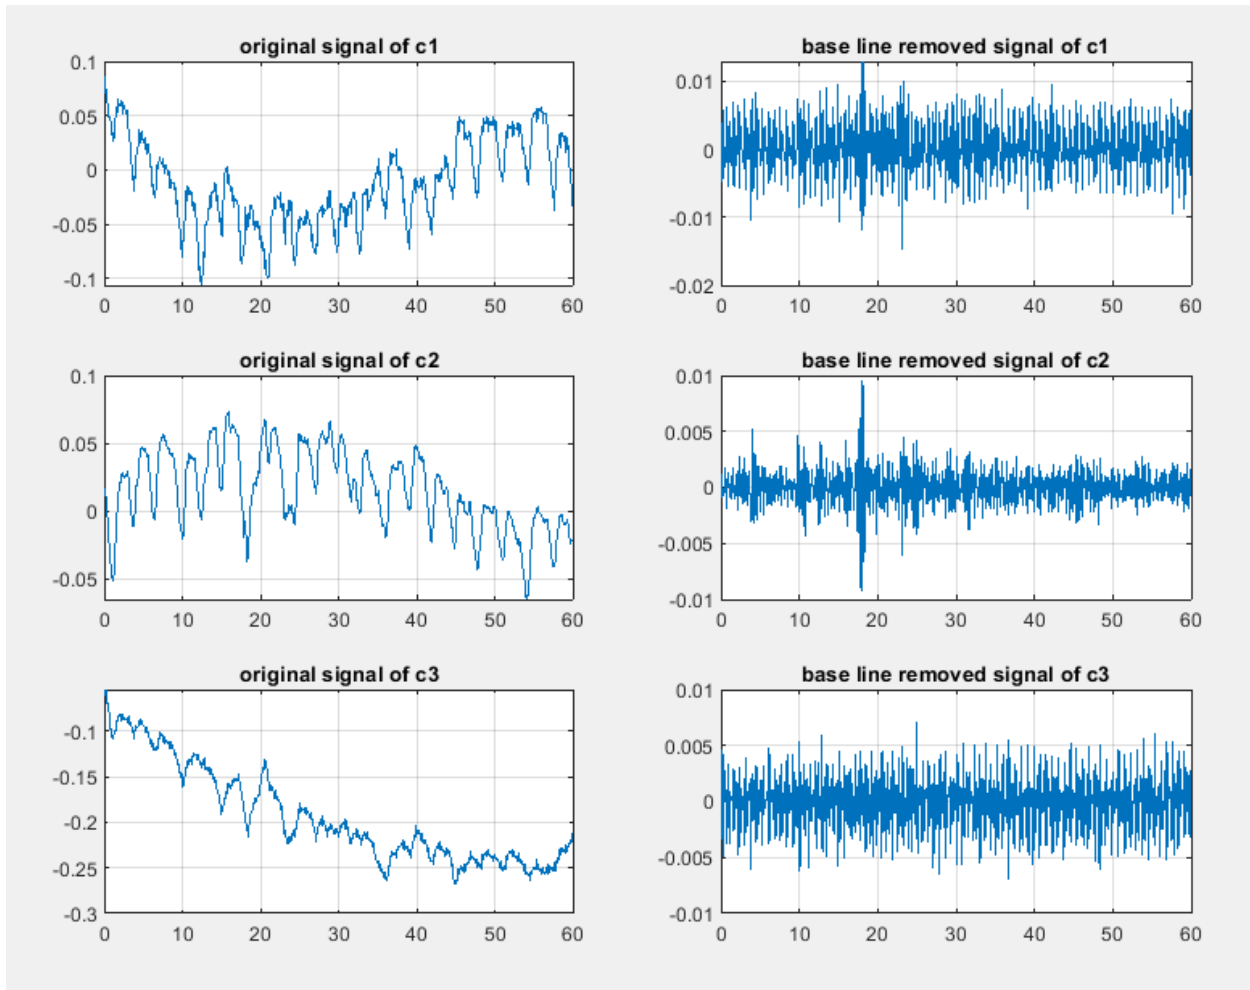 original signal of c1
0.1
0.05
0
-0.05
-0.1
0 10 20 30 40 50 60
base line removed signal of c1
0.01
0
-0.01
-0.02
0 10 20 30 40 50 60
original signal of c2
0.1
0.05
0
-0.05
0 10 20 30 40 50 60
base line removed signal of c2
0.01
0.005
0
-0.005
-0.01
0 10 20 30 40 50 60
original signal of c3
-0.1
-0.15
-0.2
-0.25
-0.3
0 10 20 30 40 50 60
base line removed signal of c3
0.01
0.005
0
-0.005
-0.01
0 10 20 30 40 50 60